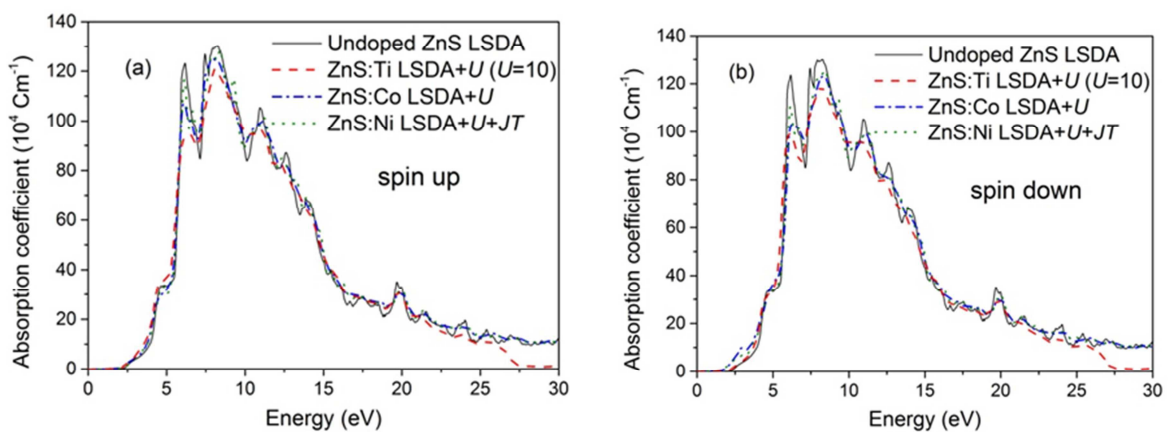 140
120
100
80
60
40
20
0
Absorption coefficient (10⁴ Cm⁻¹)
(a)
Undoped ZnS LSDA
ZnS:Ti LSDA+U (U=10)
ZnS:Co LSDA+U
ZnS:Ni LSDA+U+JT
spin up
0 5 10 15 20 25 30
Energy (eV)
140
120
100
80
60
40
20
0
Absorption coefficient (10⁴ Cm⁻¹)
(b)
Undoped ZnS LSDA
ZnS:Ti LSDA+U (U=10)
ZnS:Co LSDA+U
ZnS:Ni LSDA+U+JT
spin down
0 5 10 15 20 25 30
Energy (eV)